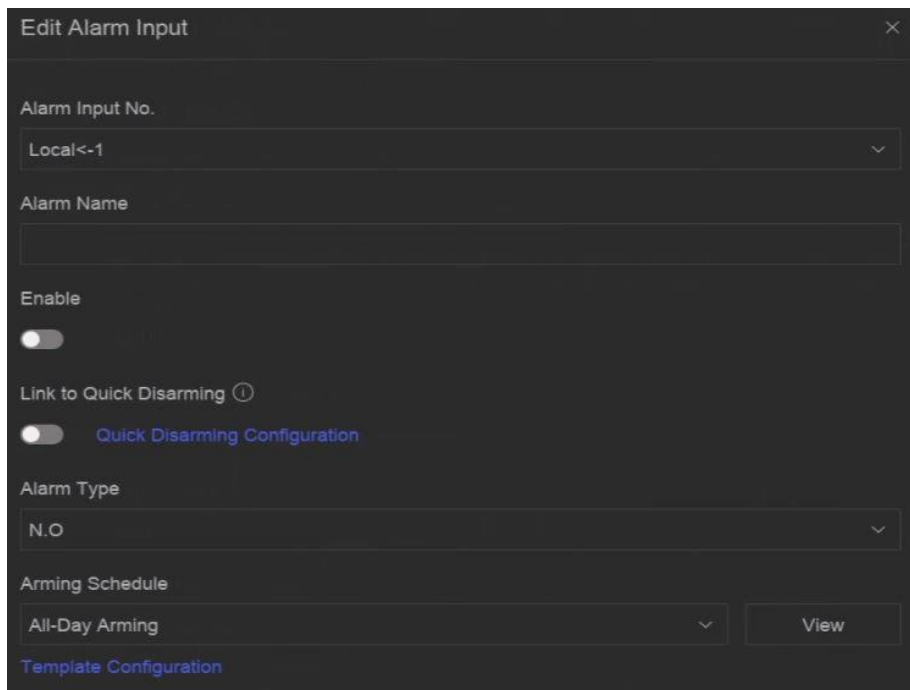 Edit Alarm Input
Alarm Input No.
Local<-1
Alarm Name
Enable
Link to Quick Disarming
Quick Disarming Configuration
Alarm Type
N.O
Arming Schedule
All-Day Arming
View
Template Configuration